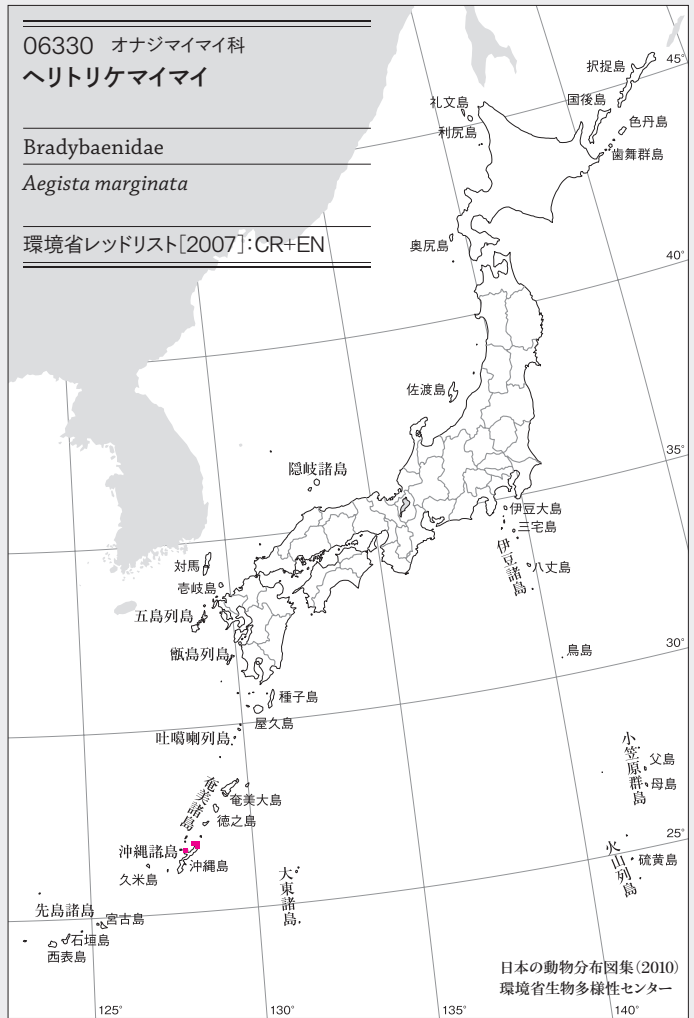 06330 オナジマイマイ科
ヘリトリケマイマイ
Bradybaenidae
Aegista marginata
環境省レッドリスト[2007]:CR+EN
択捉島
45°
礼文島
国後島
利尻島
色丹島
歯舞群島
奥尻島
40°
佐渡島
35°
隠岐諸島
伊豆大島
三宅島
伊豆諸島
八丈島
対馬
壱岐島
五島列島
甑島列島
鳥島
30°
種子島
屋久島
吐噶喇列島
小笠原群島
父島
母島
奄美諸島
奄美大島
徳之島
25°
沖縄諸島
沖縄島
久米島
火山列島
硫黄島
大東諸島
先島諸島
宮古島
石垣島
西表島
日本の動物分布図集(2010)
環境省生物多様性センター
125°
130°
135°
140°